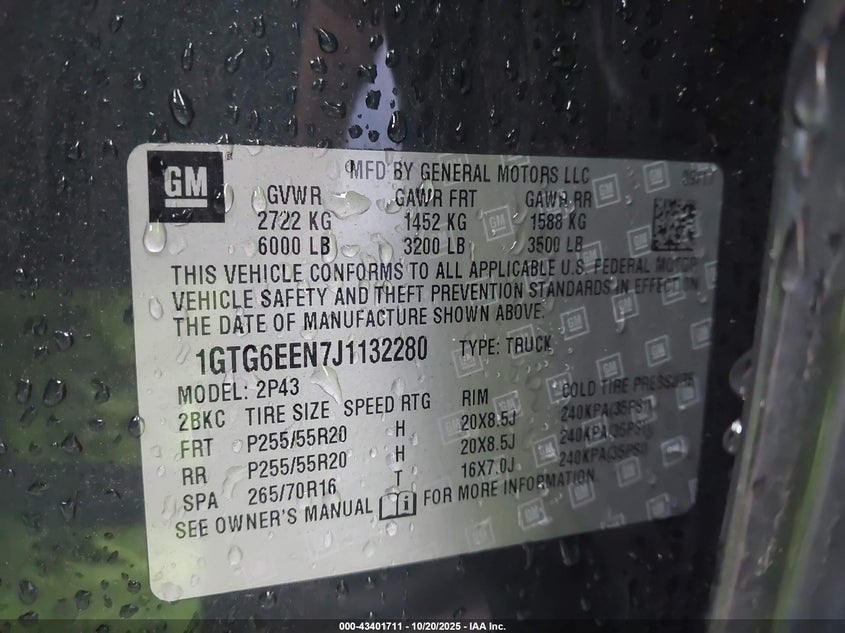 GM
MFD BY GENERAL MOTORS LLC
GVWR GAWR FRT GAWR RR
2722 KG 1452 KG 1588 KG
6000 LB 3200 LB 3500 LB
THIS VEHICLE CONFORMS TO ALL APPLICABLE U.S. FEDERAL MOTOR
VEHICLE SAFETY AND THEFT PREVENTION STANDARDS IN EFFECT ON
THE DATE OF MANUFACTURE SHOWN ABOVE.
1GTG6EEN7J1132280 TYPE: TRUCK
MODEL: 2P43
2BKC TIRE SIZE SPEED RTG RIM COLD TIRE PRESSURE
FRT P255/55R20 H 20X8.5J 240KPA(35PSI)
RR P255/55R20 H 20X8.5J 240KPA(35PSI)
SPA 265/70R16 T 16X7.0J 240KPA(35PSI)
SEE OWNER'S MANUAL FOR MORE INFORMATION
000-43401711 - 10/20/2025 - IAA Inc.